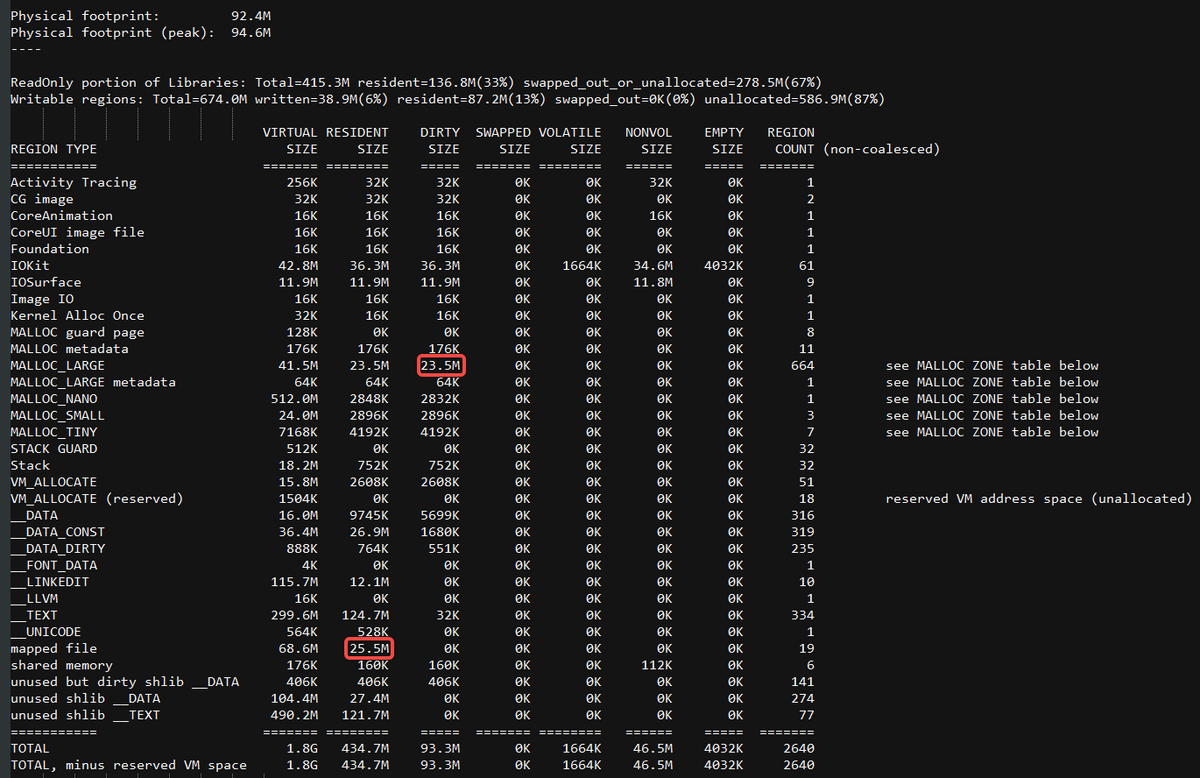 Physical footprint:         92.4M
Physical footprint (peak):  94.6M
----
ReadOnly portion of Libraries: Total=415.3M resident=136.8M(33%) swapped_out_or_unallocated=278.5M(67%)
Writable regions: Total=674.0M written=38.9M(6%) resident=87.2M(13%) swapped_out=0K(0%) unallocated=586.9M(87%)
VIRTUAL RESIDENT DIRTY SWAPPED VOLATILE NONVOL EMPTY REGION
REGION TYPE SIZE SIZE SIZE SIZE SIZE SIZE SIZE COUNT (non-coalesced)
=========== ======= ======== ===== ======= ======== ====== ===== =======
Activity Tracing 256K 32K 32K 0K 0K 32K 0K 1
CG image 32K 32K 32K 0K 0K 0K 0K 2
CoreAnimation 16K 16K 16K 0K 0K 16K 0K 1
CoreUI image file 16K 16K 16K 0K 0K 0K 0K 1
Foundation 16K 16K 16K 0K 0K 0K 0K 1
IOKit 42.8M 36.3M 36.3M 0K 1664K 34.6M 4032K 61
IOSurface 11.9M 11.9M 11.9M 0K 0K 11.8M 0K 9
Image IO 16K 16K 16K 0K 0K 0K 0K 1
Kernel Alloc Once 32K 16K 16K 0K 0K 0K 0K 1
MALLOC guard page 128K 0K 0K 0K 0K 0K 0K 8
MALLOC metadata 176K 176K 176K 0K 0K 0K 0K 11
MALLOC_LARGE 41.5M 23.5M 23.5M 0K 0K 0K 0K 664 see MALLOC ZONE table below
MALLOC_LARGE metadata 64K 64K 64K 0K 0K 0K 0K 1 see MALLOC ZONE table below
MALLOC_NANO 512.0M 2848K 2832K 0K 0K 0K 0K 1 see MALLOC ZONE table below
MALLOC_SMALL 24.0M 2896K 2896K 0K 0K 0K 0K 3 see MALLOC ZONE table below
MALLOC_TINY 7168K 4192K 4192K 0K 0K 0K 0K 7 see MALLOC ZONE table below
STACK GUARD 512K 0K 0K 0K 0K 0K 0K 32
Stack 18.2M 752K 752K 0K 0K 0K 0K 32
VM_ALLOCATE 15.8M 2608K 2608K 0K 0K 0K 0K 51
VM_ALLOCATE (reserved) 1504K 0K 0K 0K 0K 0K 0K 18 reserved VM address space (unallocated)
__DATA 16.0M 9745K 5699K 0K 0K 0K 0K 316
__DATA_CONST 36.4M 26.9M 1680K 0K 0K 0K 0K 319
__DATA_DIRTY 888K 764K 551K 0K 0K 0K 0K 235
__FONT_DATA 4K 0K 0K 0K 0K 0K 0K 1
__LINKEDIT 115.7M 12.1M 0K 0K 0K 0K 0K 10
__LLVM 16K 0K 0K 0K 0K 0K 0K 1
__TEXT 299.6M 124.7M 32K 0K 0K 0K 0K 334
__UNICODE 564K 528K 0K 0K 0K 0K 0K 1
mapped file 68.6M 25.5M 0K 0K 0K 0K 0K 19
shared memory 176K 160K 160K 0K 0K 112K 0K 6
unused but dirty shlib __DATA 406K 406K 406K 0K 0K 0K 0K 141
unused shlib __DATA 104.4M 27.4M 0K 0K 0K 0K 0K 274
unused shlib __TEXT 490.2M 121.7M 0K 0K 0K 0K 0K 77
=========== ======= ======== ===== ======= ======== ====== ===== =======
TOTAL 1.8G 434.7M 93.3M 0K 1664K 46.5M 4032K 2640
TOTAL, minus reserved VM space 1.8G 434.7M 93.3M 0K 1664K 46.5M 4032K 2640